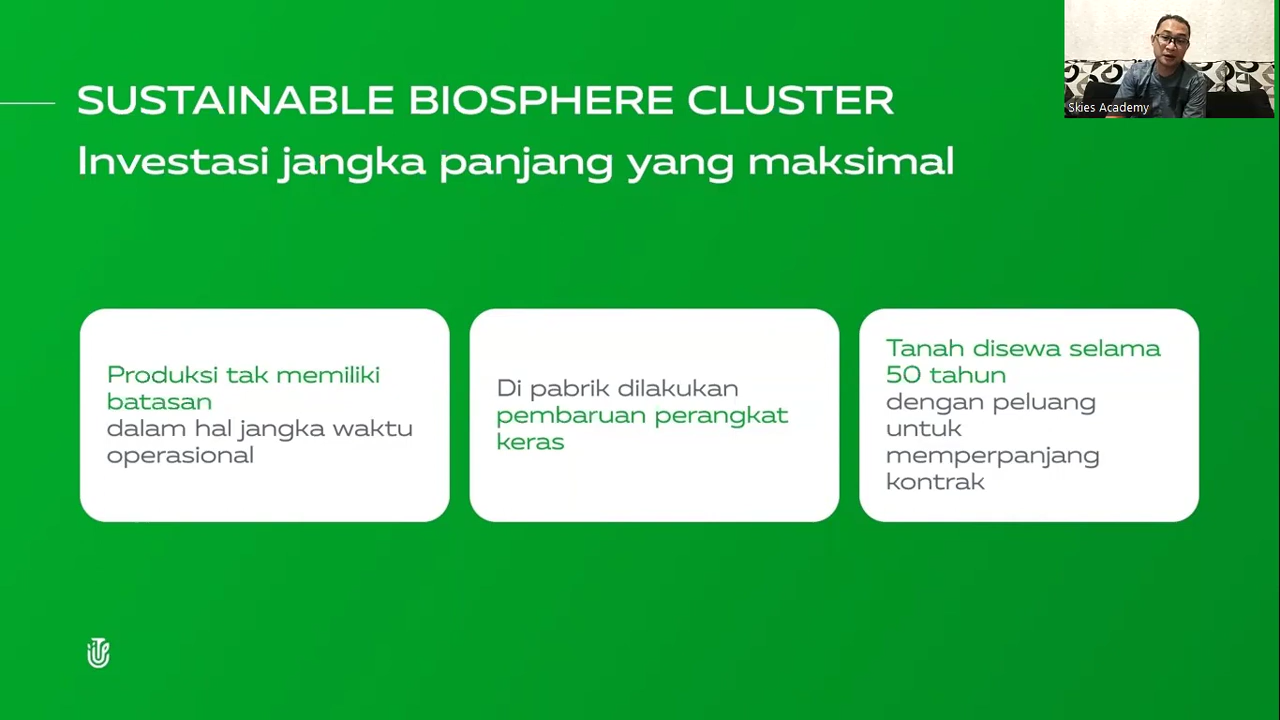 SUSTAINABLE BIOSPHERE CLUSTER
Investasi jangka panjang yang maksimal
Skies Academy
Produksi tak memiliki
batasan
dalam hal jangka waktu
operasional
Di pabrik dilakukan
pembaruan perangkat
keras
Tanah disewa selama
50 tahun
dengan peluang
untuk
memperpanjang
kontrak